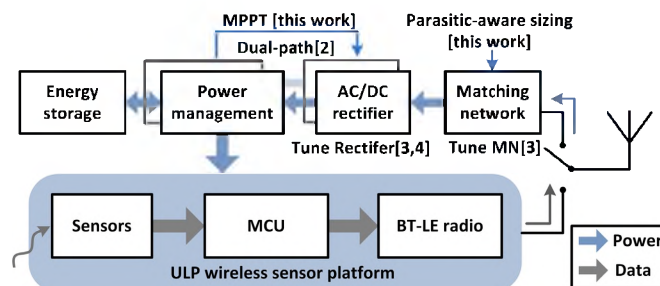 MPPT [this work]
Parasitic-aware sizing
[this work]
Dual-path[2]
Energy
storage
Power
management
AC/DC
rectifier
Matching
network
Tune Rectifer[3,4]
Tune MN[3]
Sensors
MCU
BT-LE radio
ULP wireless sensor platform
Power
Data